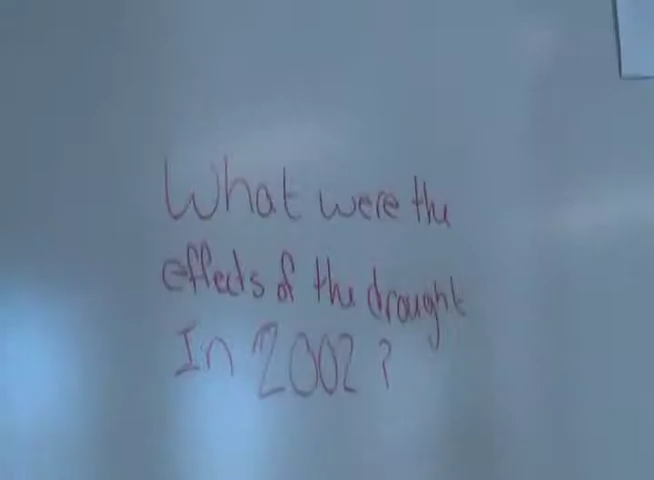 What were the
effects of the drought
In 2002?